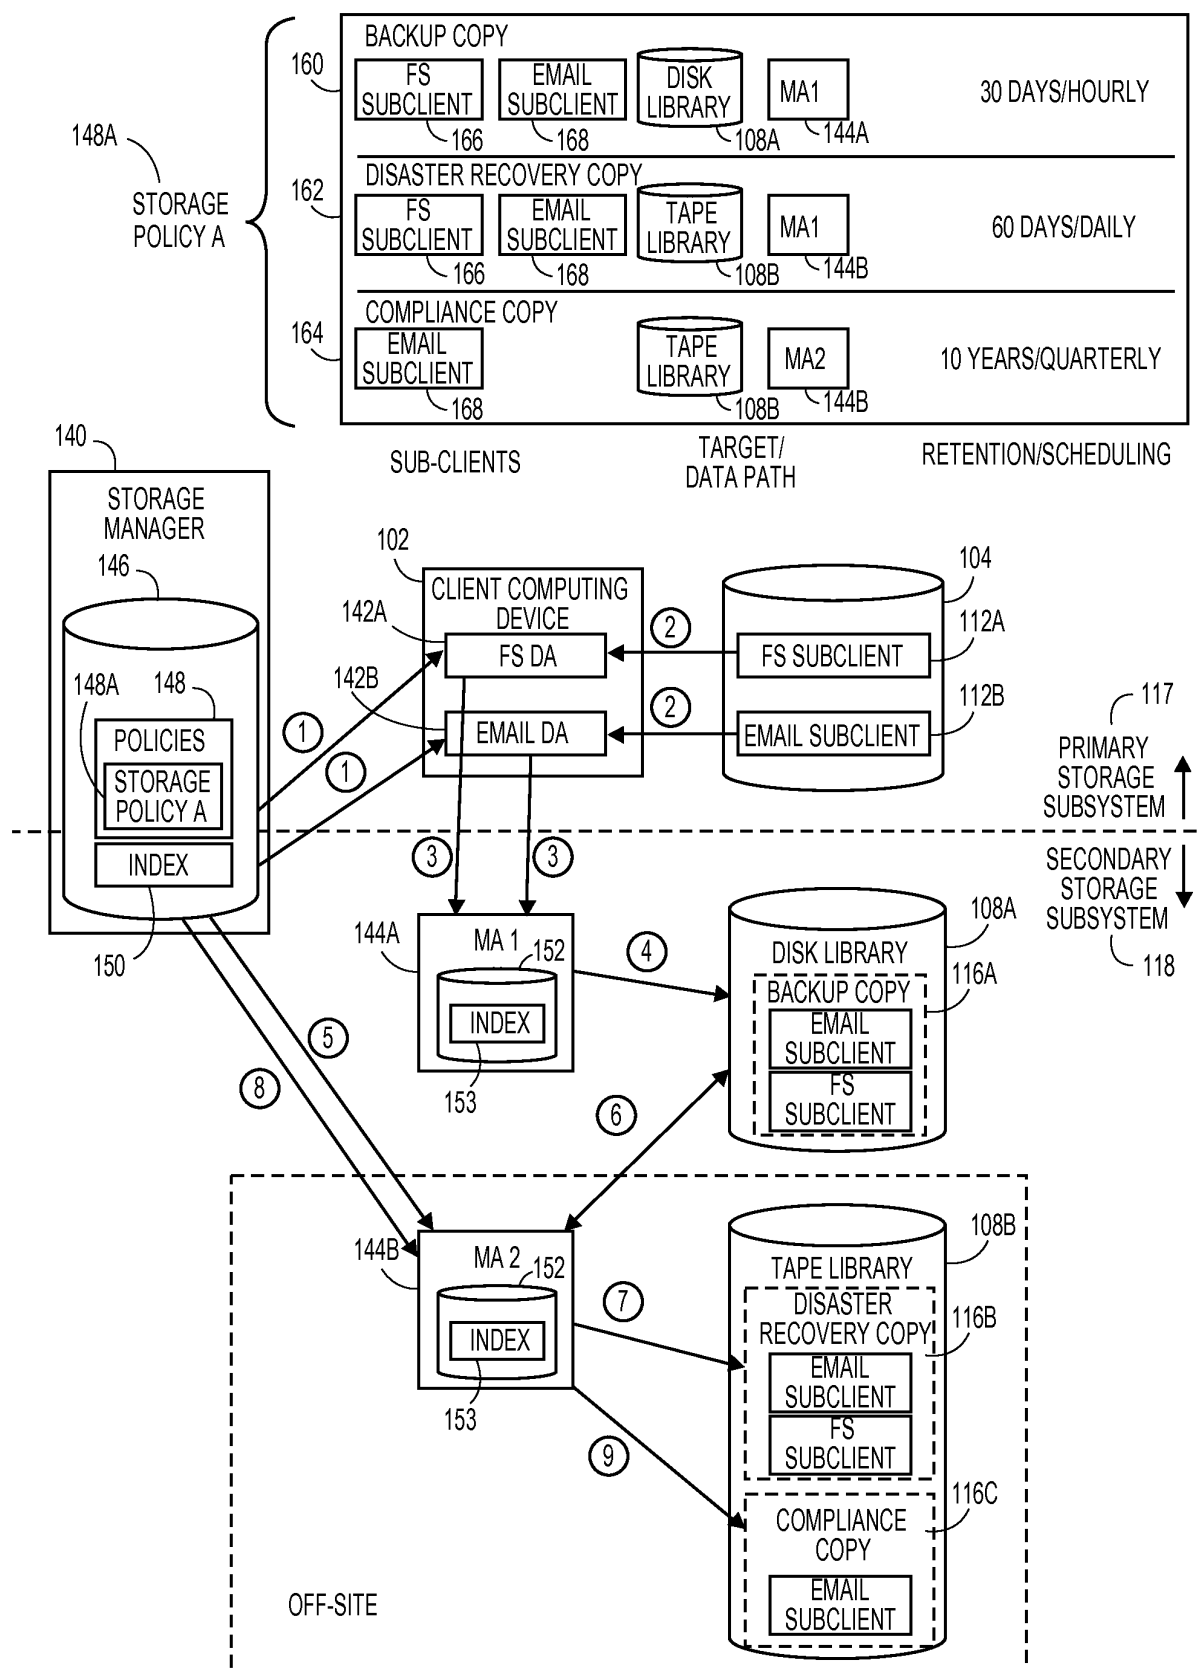 BACKUP COPY
160
FS
SUBCLIENT
166
EMAIL
SUBCLIENT
168
DISK
LIBRARY
108A
MA1
144A
30 DAYS/HOURLY
148A
STORAGE
POLICY A
DISASTER RECOVERY COPY
162
FS
SUBCLIENT
166
EMAIL
SUBCLIENT
168
TAPE
LIBRARY
108B
MA1
144B
60 DAYS/DAILY
COMPLIANCE COPY
164
EMAIL
SUBCLIENT
168
TAPE
LIBRARY
108B
MA2
144B
10 YEARS/QUARTERLY
SUB-CLIENTS
TARGET/
DATA PATH
RETENTION/SCHEDULING
140
STORAGE
MANAGER
146
148A
148
POLICIES
STORAGE
POLICY A
INDEX
150
1
1
102
CLIENT COMPUTING
DEVICE
142A
FS DA
142B
EMAIL DA
2
2
104
112A
FS SUBCLIENT
112B
EMAIL SUBCLIENT
117
PRIMARY
STORAGE
SUBSYSTEM
SECONDARY
STORAGE
SUBSYSTEM
118
3
3
144A
MA 1
152
INDEX
153
4
108A
DISK LIBRARY
116A
BACKUP COPY
EMAIL
SUBCLIENT
FS
SUBCLIENT
5
8
6
144B
MA 2
152
INDEX
153
7
9
108B
TAPE LIBRARY
DISASTER
RECOVERY COPY
116B
EMAIL
SUBCLIENT
FS
SUBCLIENT
116C
COMPLIANCE
COPY
EMAIL
SUBCLIENT
OFF-SITE